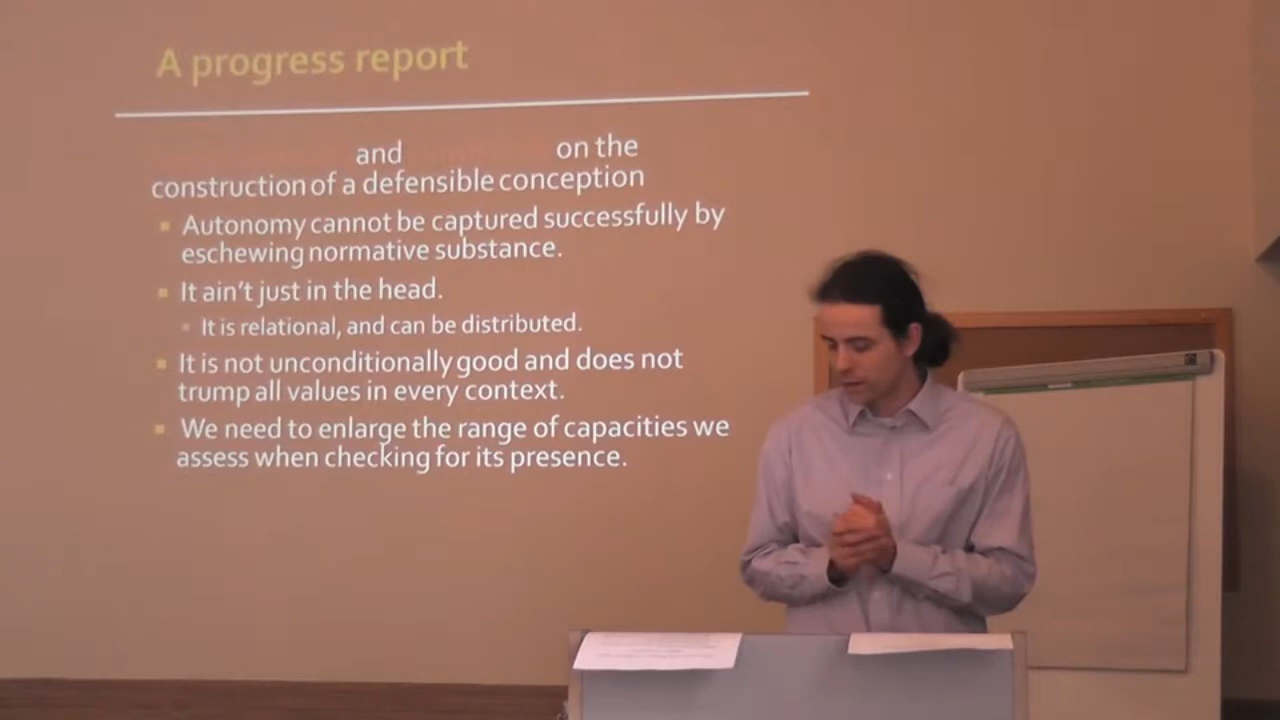 A progress report
and on the
construction of a defensible conception
Autonomy cannot be captured successfully by
eschewing normative substance.
It ain't just in the head.
It is relational, and can be distributed.
It is not unconditionally good and does not
trump all values in every context.
We need to enlarge the range of capacities we
assess when checking for its presence.